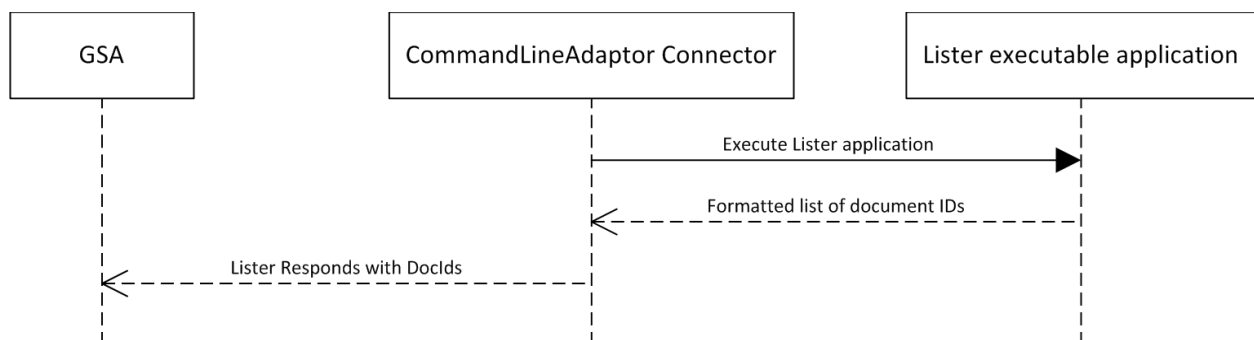 GSA
CommandLineAdaptor Connector
Lister executable application
Execute Lister application
Formatted list of document IDs
Lister Responds with DocIds